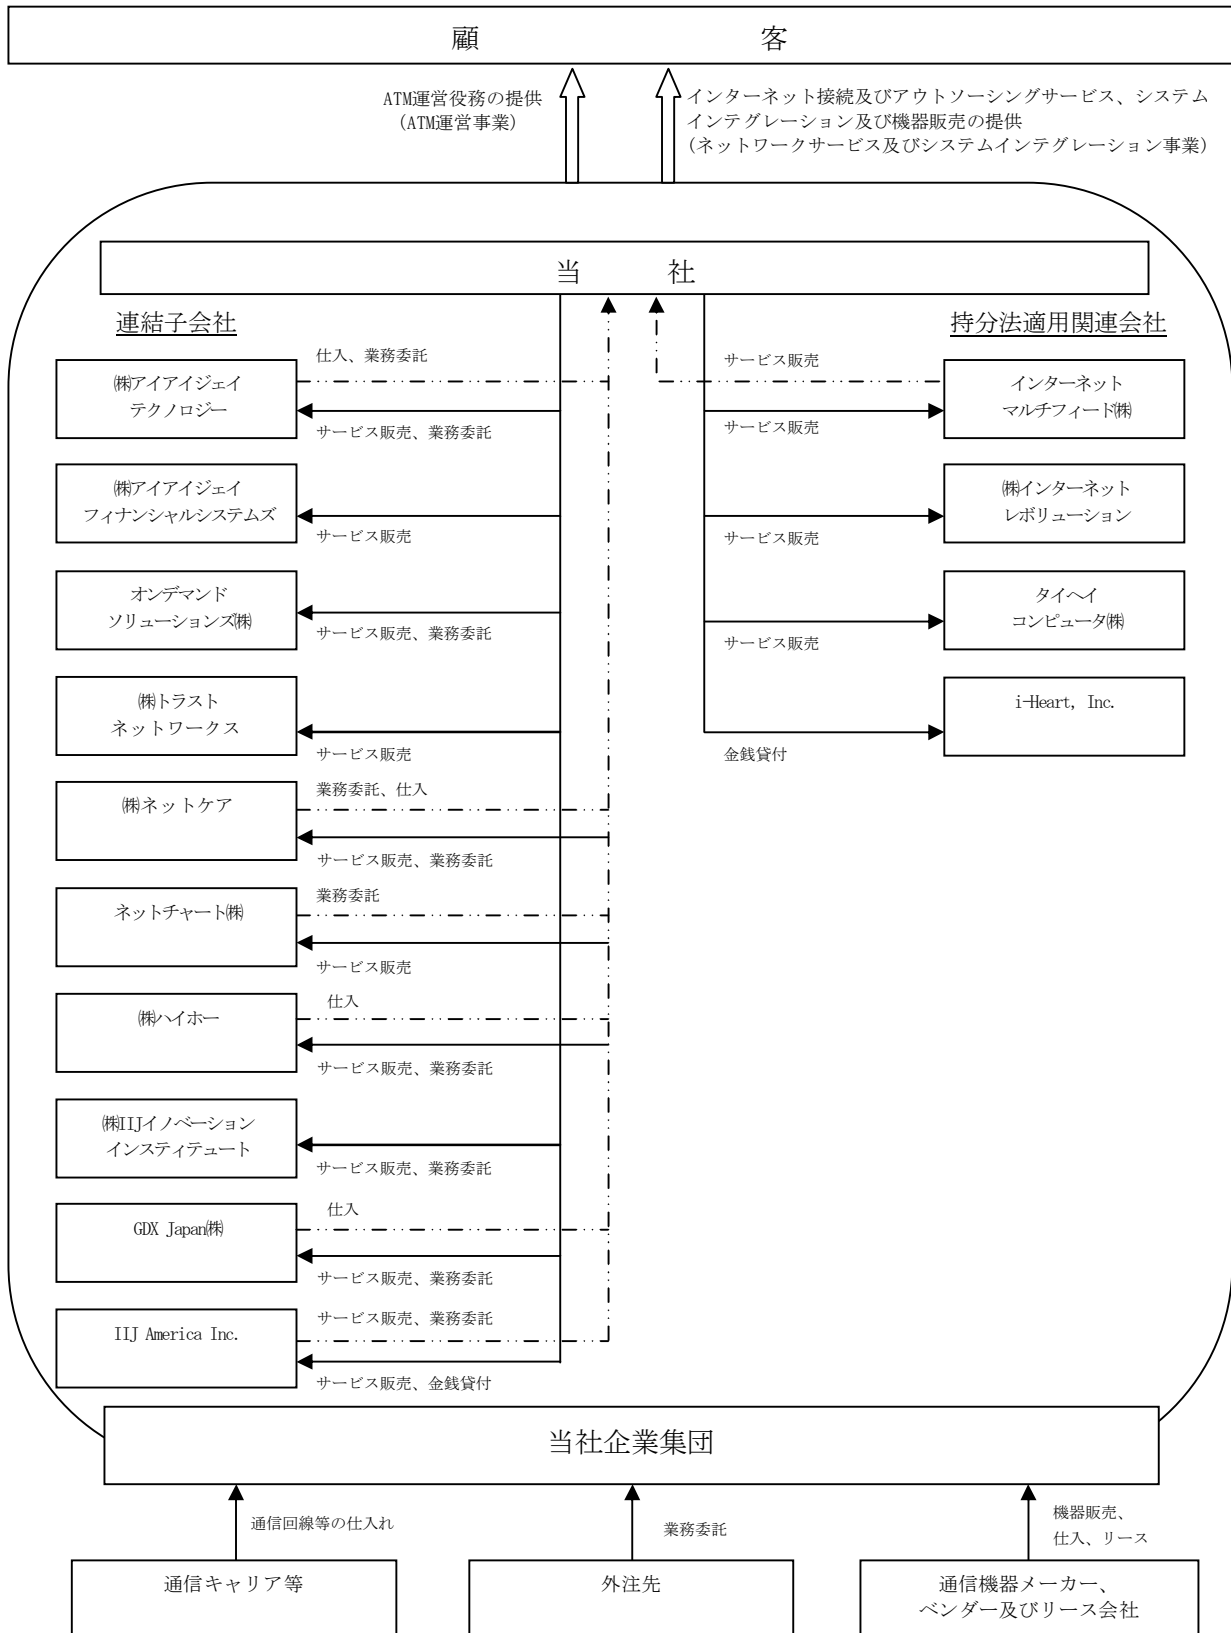 顧 客
ATM運営役務の提供
(ATM運営事業)
インターネット接続及びアウトソーシングサービス、システム
インテグレーション及び機器販売の提供
(ネットワークサービス及びシステムインテグレーション事業)
当 社
連結子会社
持分法適用関連会社
㈱アイアイジェイ
テクノロジー
仕入、業務委託
サービス販売、業務委託
サービス販売
サービス販売
インターネット
マルチフィード㈱
㈱アイアイジェイ
フィナンシャルシステムズ
サービス販売
サービス販売
㈱インターネット
レボリューション
オンデマンド
ソリューションズ㈱
サービス販売、業務委託
サービス販売
タイヘイ
コンピュータ㈱
㈱トラスト
ネットワークス
サービス販売
金銭貸付
i-Heart, Inc.
㈱ネットケア
業務委託、仕入
サービス販売、業務委託
ネットチャート㈱
業務委託
サービス販売
㈱ハイホー
仕入
サービス販売、業務委託
㈱IIJイノベーション
インスティテュート
サービス販売、業務委託
GDX Japan㈱
仕入
サービス販売、業務委託
IIJ America Inc.
サービス販売、業務委託
サービス販売、金銭貸付
当社企業集団
通信回線等の仕入れ
業務委託
機器販売、
仕入、リース
通信キャリア等
外注先
通信機器メーカー、
ベンダー及びリース会社